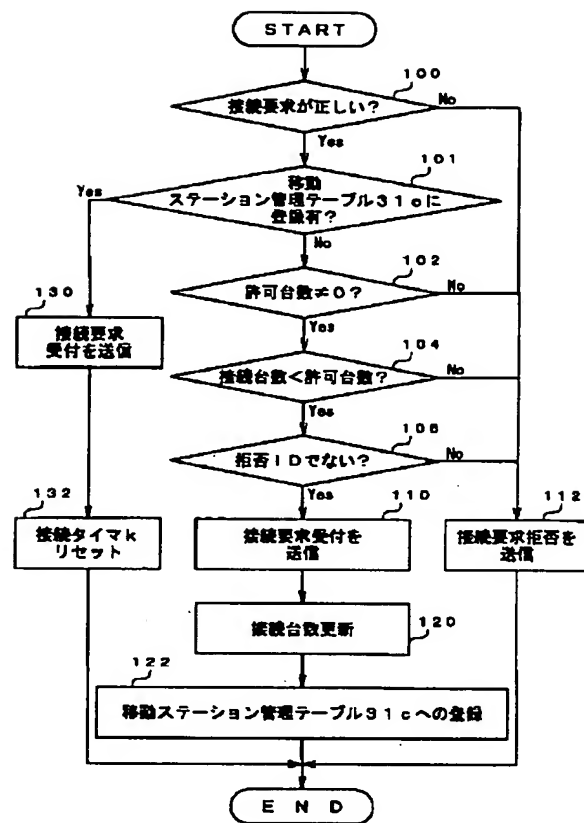 START
100
接続要求が正しい?
No
Yes
101
移動
ステーション管理テーブル31cに
登録有?
Yes
No
102
許可台数≠0?
No
Yes
130
接続要求
受付を送信
104
接続台数<許可台数?
No
Yes
106
拒否IDでない?
No
Yes
132
接続タイマk
リセット
110
接続要求受付を
送信
112
接続要求拒否を
送信
接続台数更新
120
122
移動ステーション管理テーブル31cへの登録
END